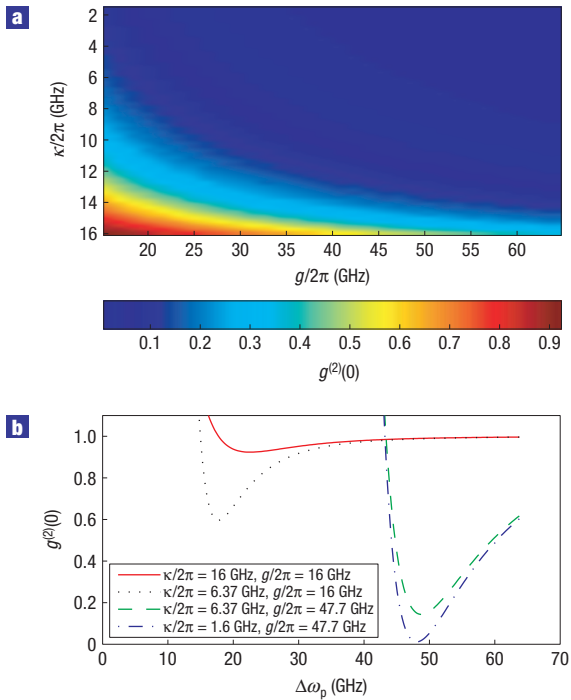 a
2
4
6
8
10
12
14
16
κ/2π (GHz)
20 25 30 35 40 45 50 55 60
g/2π (GHz)
0.1 0.2 0.3 0.4 0.5 0.6 0.7 0.8 0.9
g⁽²⁾(0)
b
1.0
0.8
0.6
0.4
0.2
0
g⁽²⁾(0)
κ/2π = 16 GHz, g/2π = 16 GHz
κ/2π = 6.37 GHz, g/2π = 16 GHz
κ/2π = 6.37 GHz, g/2π = 47.7 GHz
κ/2π = 1.6 GHz, g/2π = 47.7 GHz
10 20 30 40 50 60 70
Δωₚ (GHz)